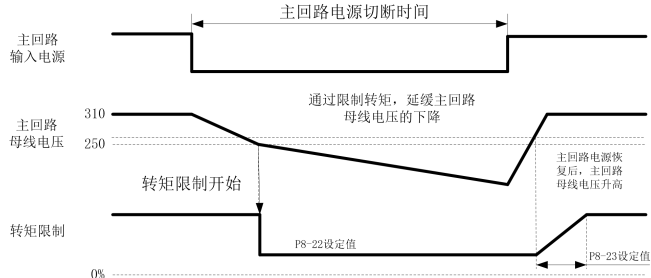 主回路电源切断时间
主回路
输入电源
通过限制转矩，延缓主回路
母线电压的下降
310
主回路
母线电压
250
主回路电源恢
复后，主回路
母线电压升高
转矩限制开始
转矩限制
P8-22设定值
P8-23设定值
0%